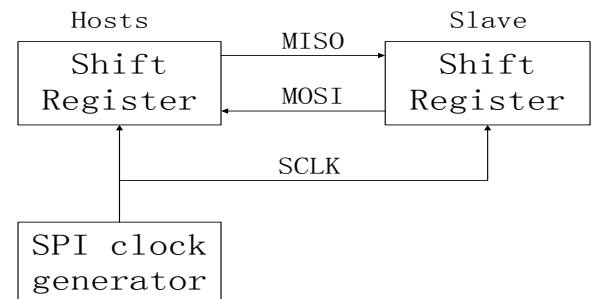 Hosts
Slave
MISO
Shift
Register
Shift
Register
MOSI
SCLK
SPI clock
generator